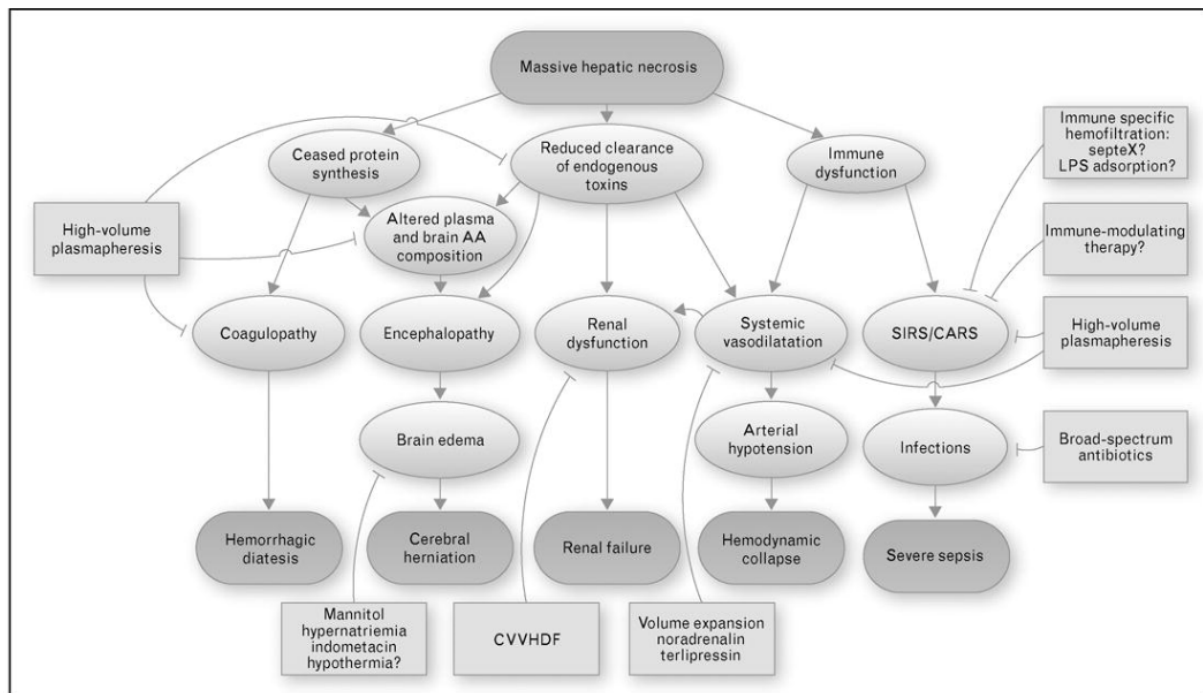 Massive hepatic necrosis
Ceased protein
synthesis
Reduced clearance
of endogenous
toxins
Immune
dysfunction
Immune specific
hemofiltration:
septeX?
LPS adsorption?
High-volume
plasmapheresis
Altered plasma
and brain AA
composition
Immune-modulating
therapy?
Coagulopathy
Encephalopathy
Renal
dysfunction
Systemic
vasodilatation
SIRS/CARS
High-volume
plasmapheresis
Brain edema
Arterial
hypotension
Infections
Broad-spectrum
antibiotics
Hemorrhagic
diatesis
Cerebral
herniation
Renal failure
Hemodynamic
collapse
Severe sepsis
Mannitol
hypernatriemia
indometacin
hypothermia?
CVVHDF
Volume expansion
noradrenalin
terlipressin